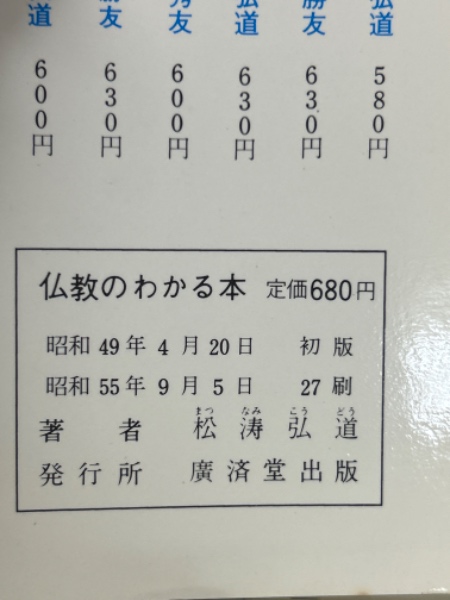 弘道 580円
勝友 630円
弘道 630円
友 600円
友 630円
道 600円
仏教のわかる本 定価680円
昭和49年4月20日 初版
昭和55年9月5日 27刷
まつ なみ こう どう
著者 松涛弘道
発行所 廣済堂出版